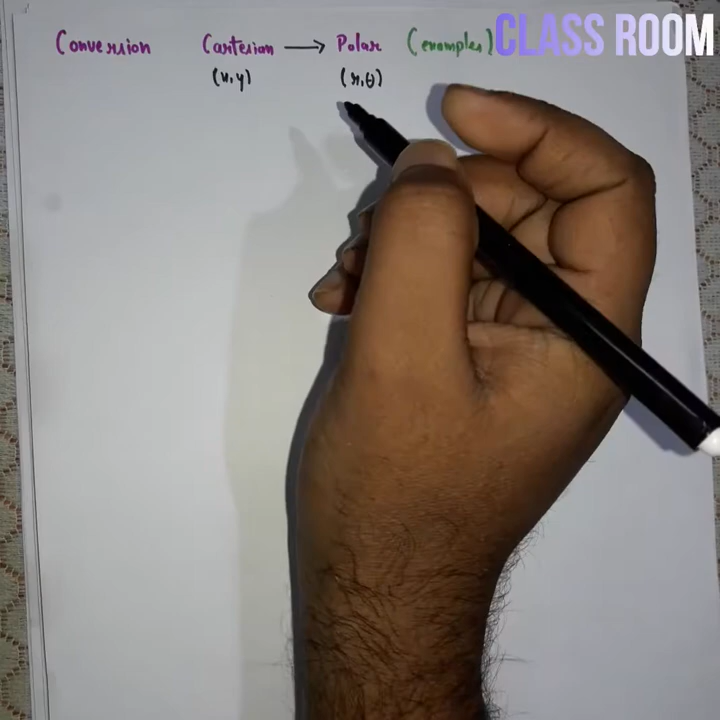 Conversion Cartesian → Polar (examples) CLASS ROOM
(x,y) (r,θ)